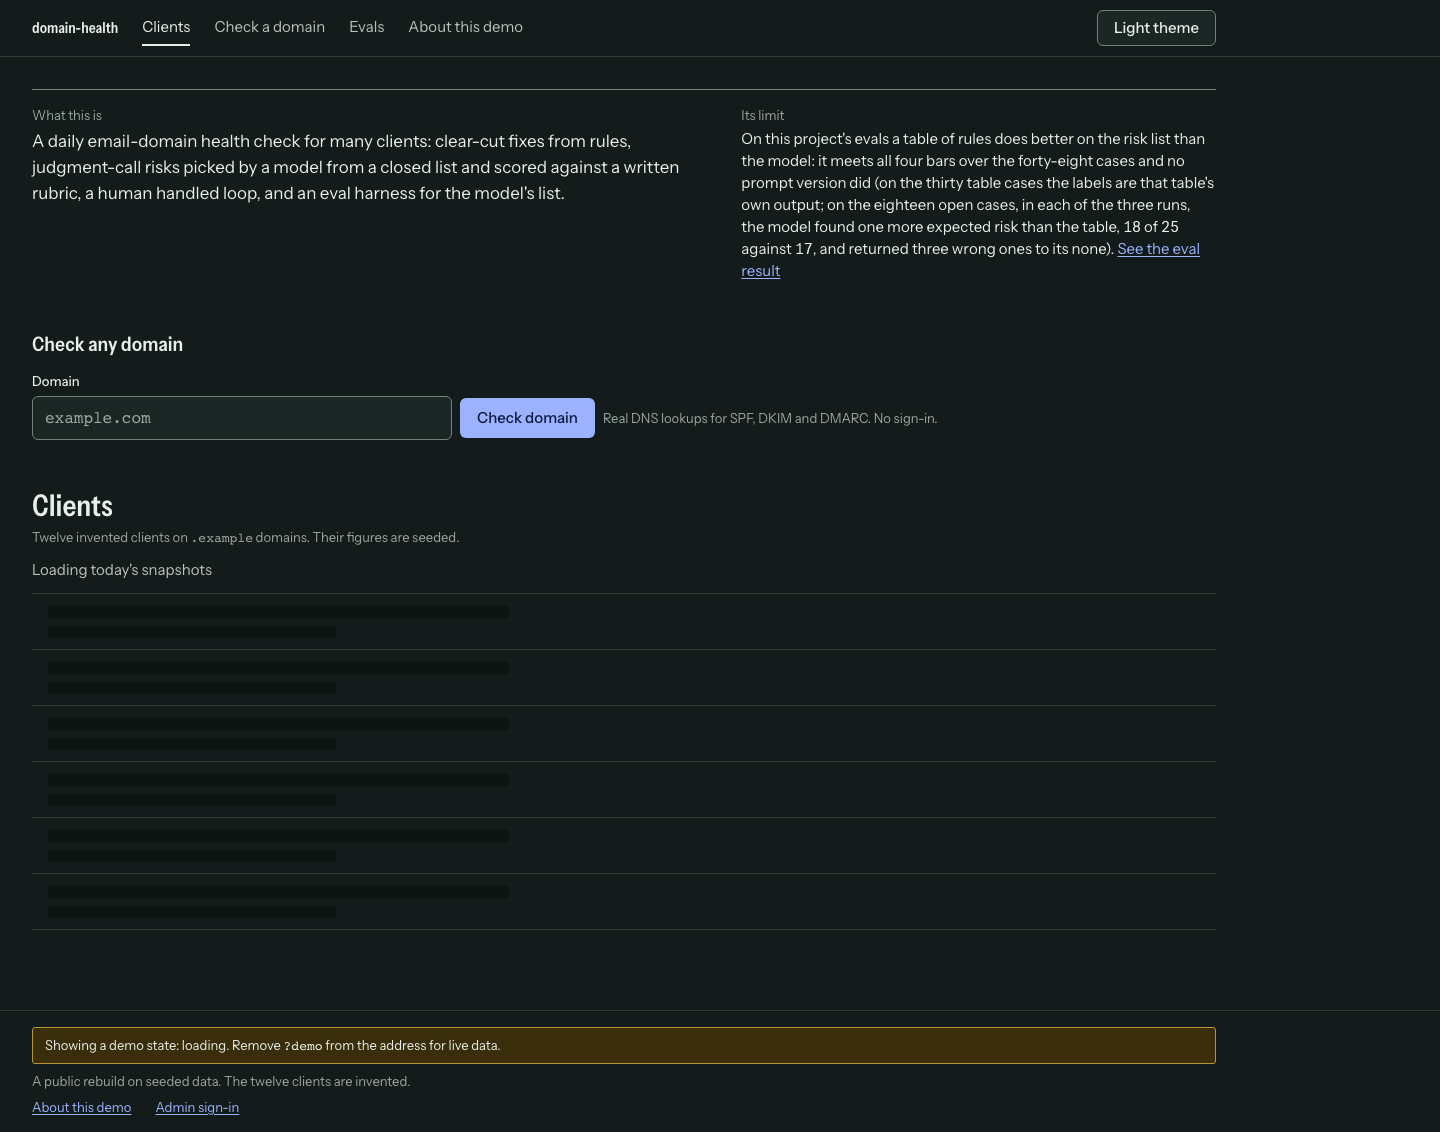 domain-health
Clients
Check a domain
Evals
About this demo
Light theme
What this is
A daily email-domain health check for many clients: clear-cut fixes from rules,
judgment-call risks picked by a model from a closed list and scored against a written
rubric, a human handled loop, and an eval harness for the model's list.
Its limit
On this project's evals a table of rules does better on the risk list than
the model: it meets all four bars over the forty-eight cases and no
prompt version did (on the thirty table cases the labels are that table's
own output; on the eighteen open cases, in each of the three runs,
the model found one more expected risk than the table, 18 of 25
against 17, and returned three wrong ones to its none). See the eval
result
Check any domain
Domain
example.com
Check domain
Real DNS lookups for SPF, DKIM and DMARC. No sign-in.
Clients
Twelve invented clients on .example domains. Their figures are seeded.
Loading today's snapshots
Showing a demo state: loading. Remove ?demo from the address for live data.
A public rebuild on seeded data. The twelve clients are invented.
About this demo
Admin sign-in